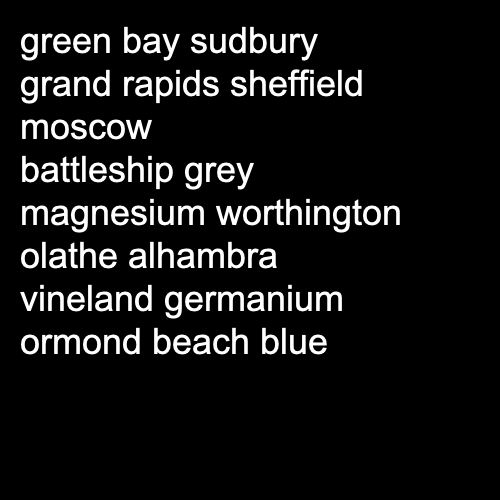 green bay sudbury
grand rapids sheffield
moscow
battleship grey
magnesium worthington
olathe alhambra
vineland germanium
ormond beach blue